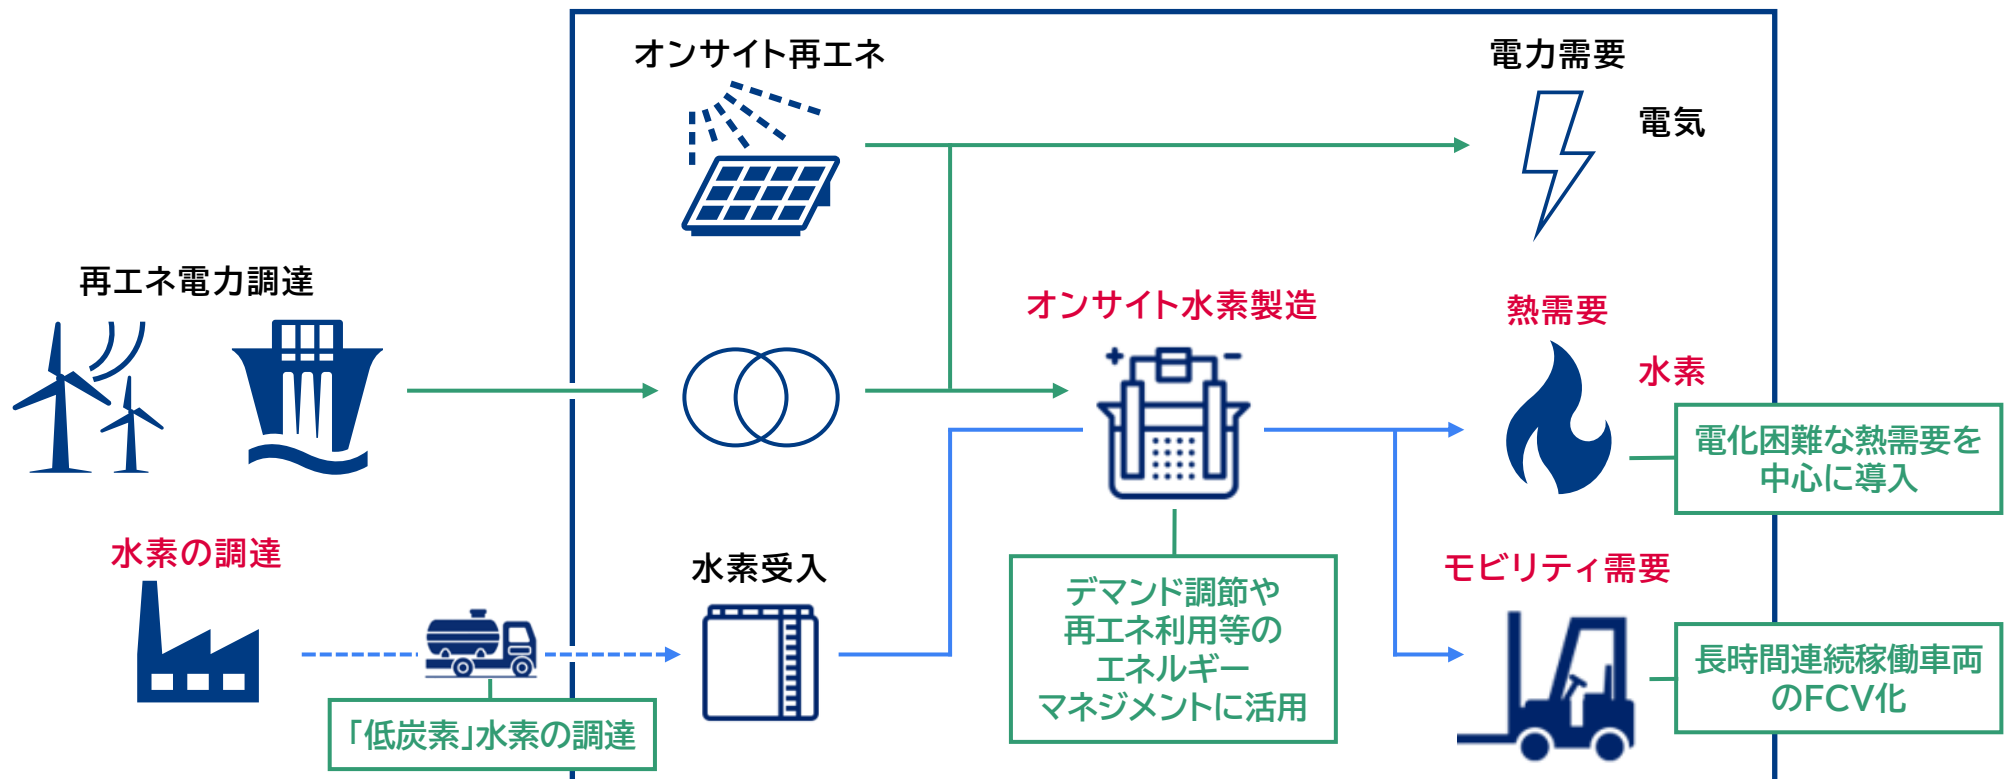 オンサイト再エネ
電力需要
電気
再エネ電力調達
オンサイト水素製造
熱需要
水素
電化困難な熱需要を
中心に導入
水素の調達
水素受入
モビリティ需要
デマンド調節や
再エネ利用等の
エネルギー
マネジメントに活用
長時間連続稼働車両
のFCV化
「低炭素」水素の調達